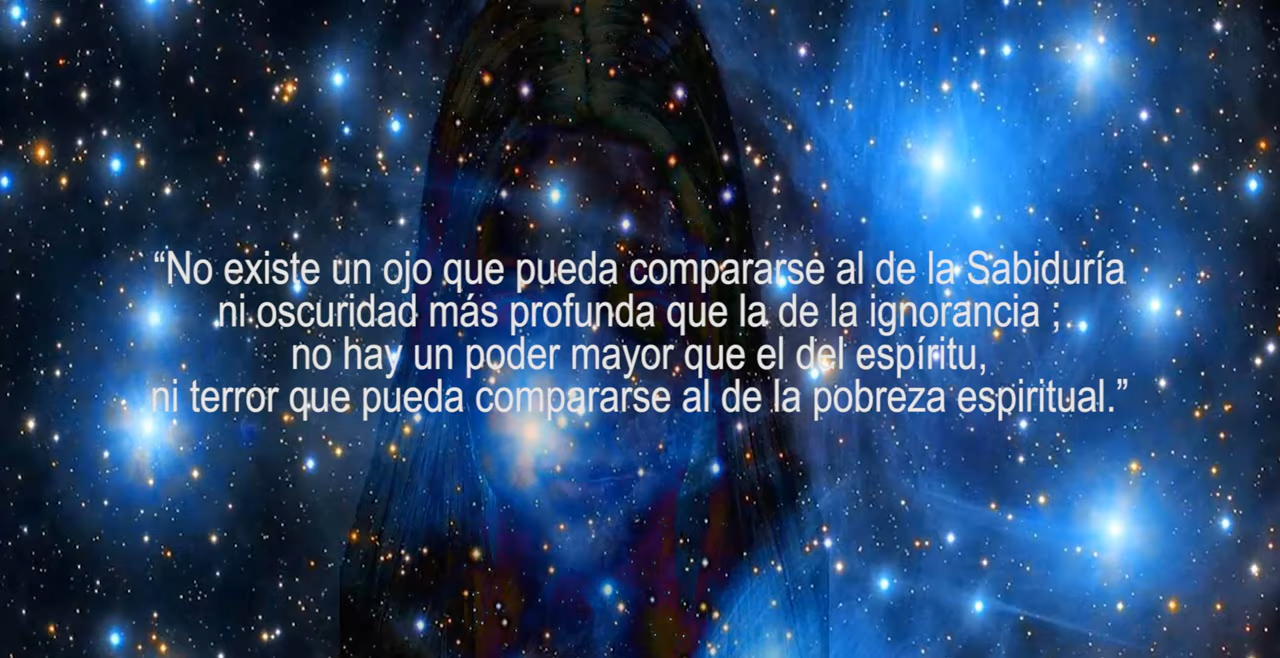 “No existe un ojo que pueda compararse al de la Sabiduría
ni oscuridad más profunda que la de la ignorancia ;
no hay un poder mayor que el del espíritu,
ni terror que pueda compararse al de la pobreza espiritual.”